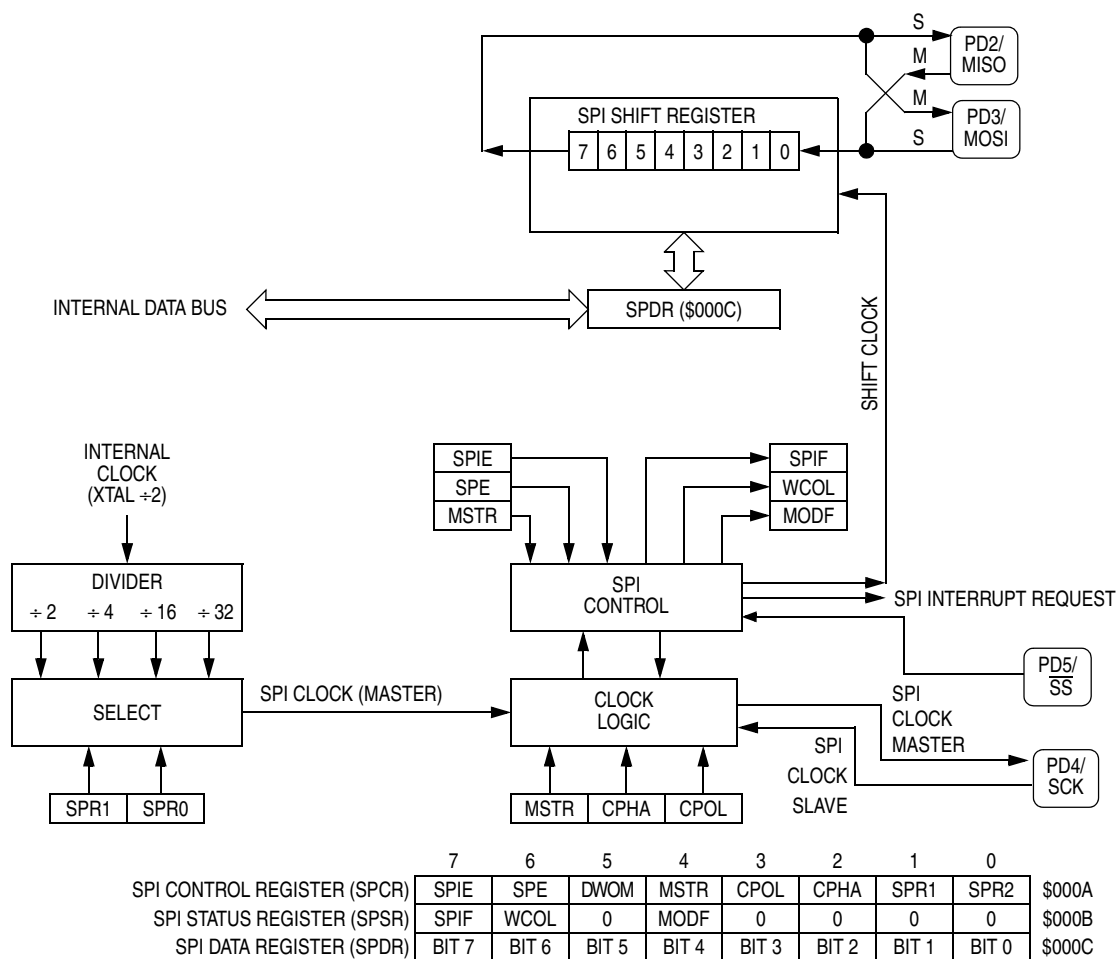 S
PD2/
MISO
M
M
PD3/
MOSI
S
SPI SHIFT REGISTER
7 6 5 4 3 2 1 0
INTERNAL DATA BUS
SPDR ($000C)
SHIFT CLOCK
INTERNAL
CLOCK
(XTAL ÷2)
SPIE
SPE
MSTR
SPIF
WCOL
MODF
DIVIDER
÷ 2 ÷ 4 ÷ 16 ÷ 32
SPI
CONTROL
SPI INTERRUPT REQUEST
PD5/
SS
SELECT
SPI CLOCK (MASTER)
CLOCK
LOGIC
SPI
CLOCK
MASTER
SPI
CLOCK
SLAVE
PD4/
SCK
SPR1 SPR0
MSTR CPHA CPOL
7 6 5 4 3 2 1 0
SPI CONTROL REGISTER (SPCR) SPIE SPE DWOM MSTR CPOL CPHA SPR1 SPR2 $000A
SPI STATUS REGISTER (SPSR) SPIF WCOL 0 MODF 0 0 0 0 $000B
SPI DATA REGISTER (SPDR) BIT 7 BIT 6 BIT 5 BIT 4 BIT 3 BIT 2 BIT 1 BIT 0 $000C